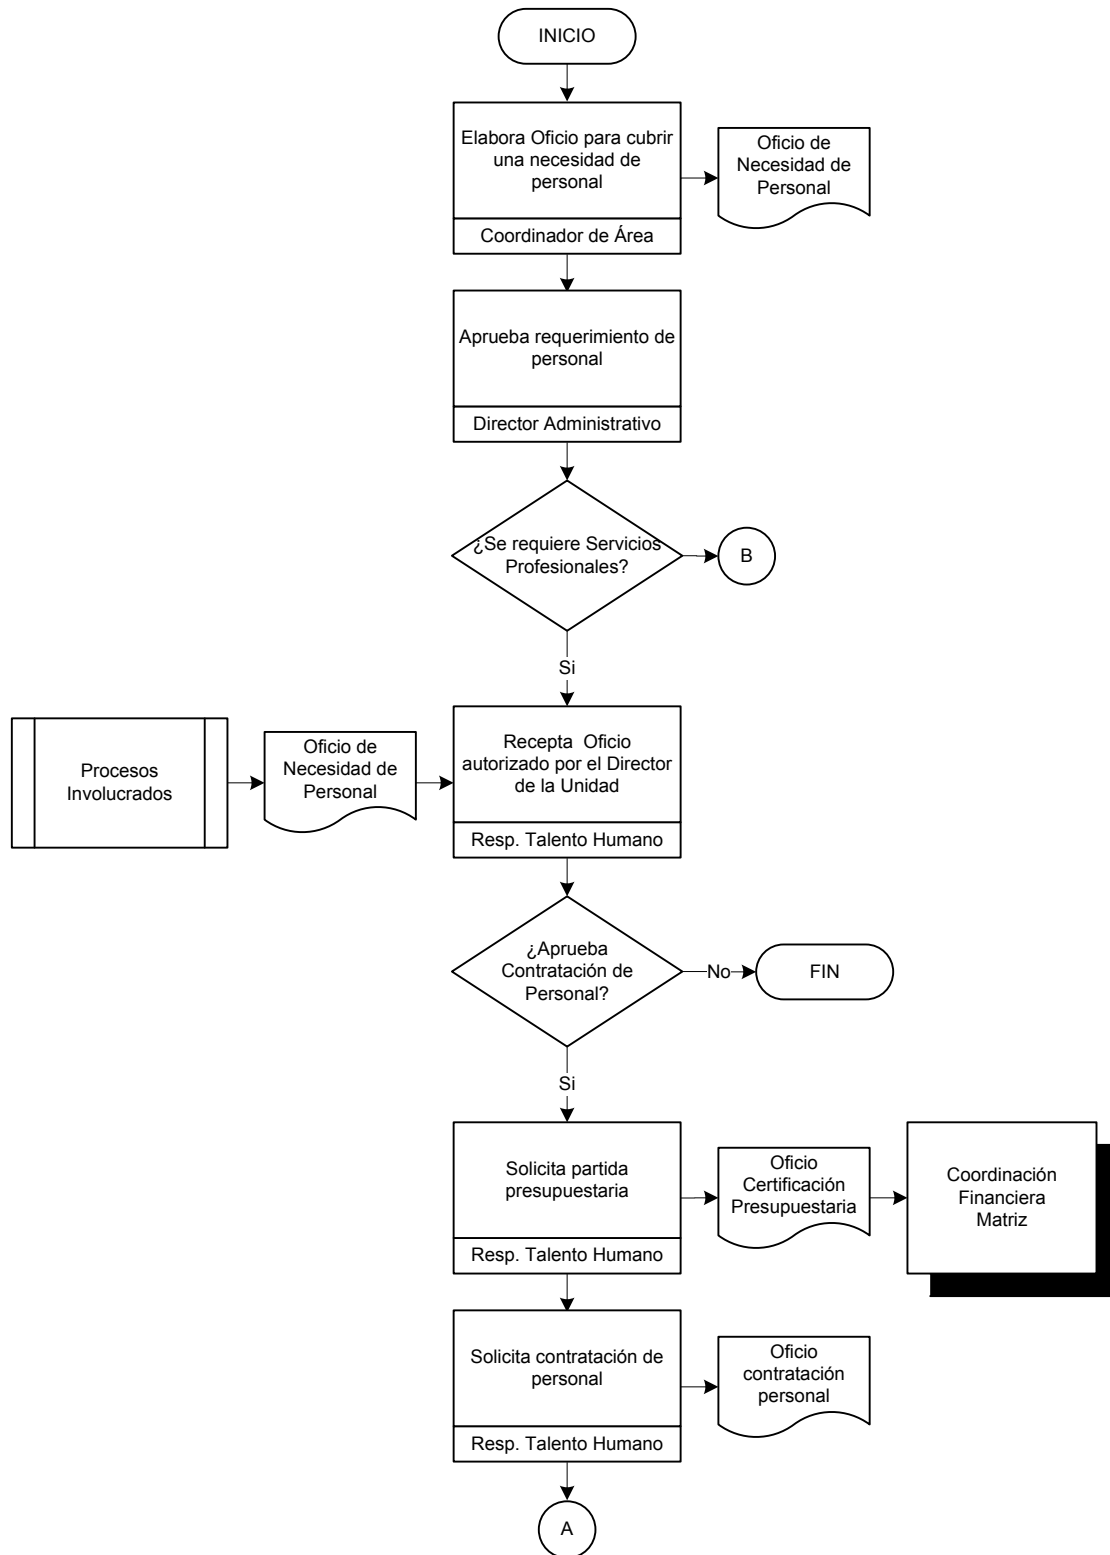 INICIO
Elabora Oficio para cubrir
una necesidad de
personal
Coordinador de Área
Oficio de
Necesidad de
Personal
Aprueba requerimiento de
personal
Director Administrativo
¿Se requiere Servicios
Profesionales?
B
Si
Procesos
Involucrados
Oficio de
Necesidad de
Personal
Recepta  Oficio
autorizado por el Director
de la Unidad
Resp. Talento Humano
¿Aprueba
Contratación de
Personal?
No
FIN
Si
Solicita partida
presupuestaria
Resp. Talento Humano
Oficio
Certificación
Presupuestaria
Coordinación
Financiera
Matriz
Solicita contratación de
personal
Resp. Talento Humano
Oficio
contratación
personal
A